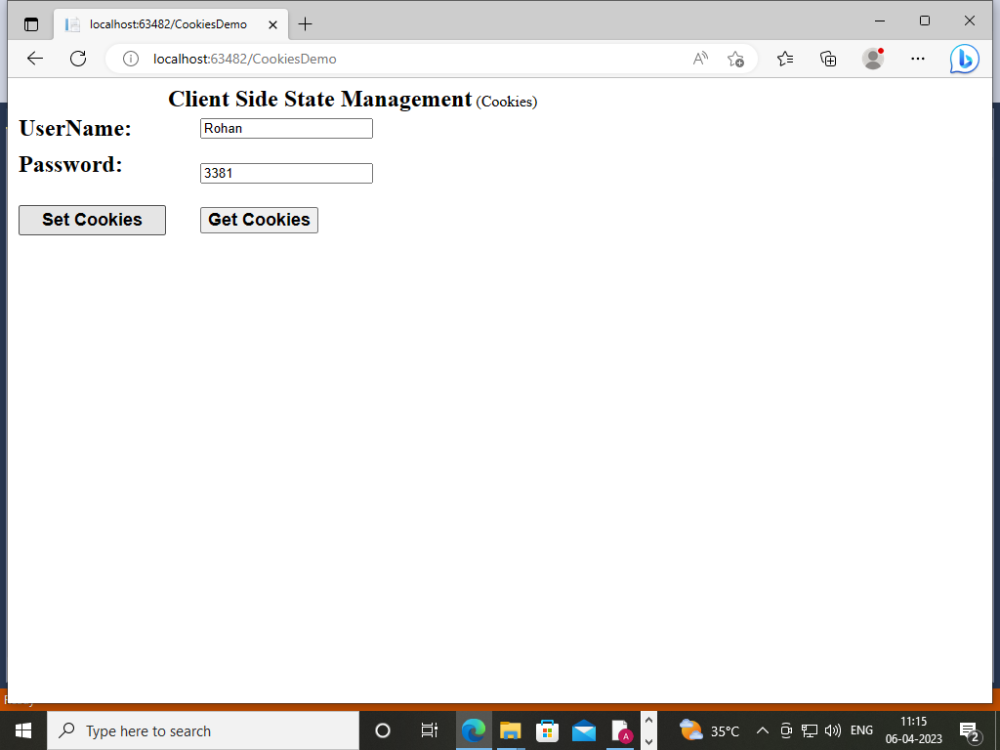 localhost:63482/CookiesDemo
localhost:63482/CookiesDemo
Client Side State Management (Cookies)
UserName: Rohan
Password: 3381
Set Cookies Get Cookies
Type here to search
35°C
ENG
11:15
06-04-2023
2